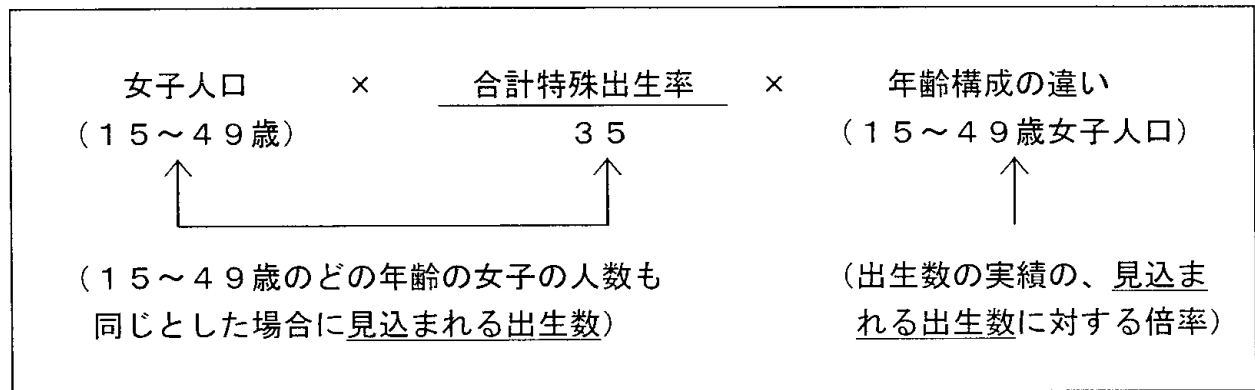 女子人口 × 合計特殊出生率 × 年齢構成の違い
(15～49歳) 35 (15～49歳女子人口)
(15～49歳のどの年齢の女子の人数も
同じとした場合に見込まれる出生数)
(出生数の実績の、見込ま
れる出生数に対する倍率)